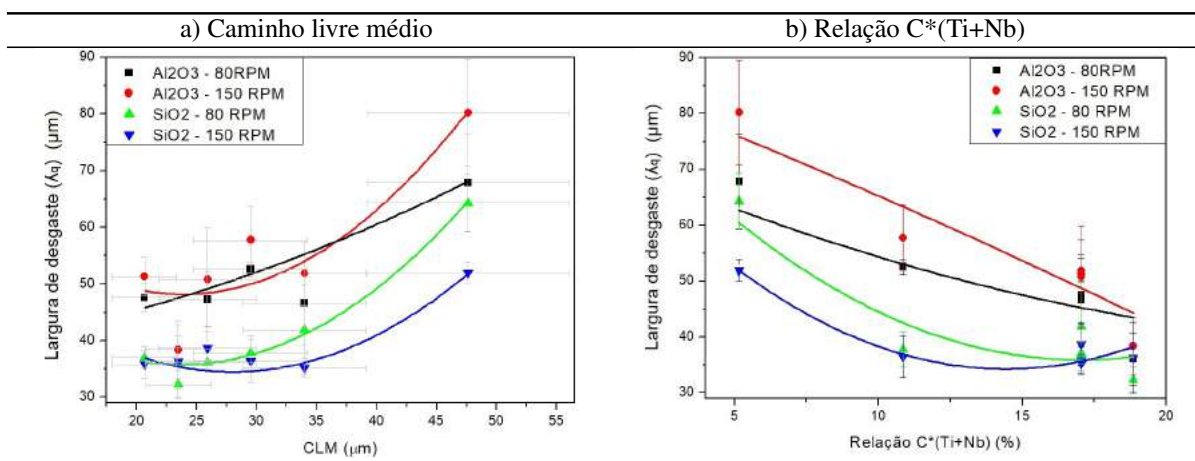 a) Caminho livre médio
b) Relação C*(Ti+Nb)
90
80
70
60
50
40
30
Largura de desgaste (λq) (μm)
Al2O3 - 80RPM
Al2O3 - 150 RPM
SiO2 - 80 RPM
SiO2 - 150 RPM
20 25 30 35 40 45 50 55
CLM (μm)
90
80
70
60
50
40
30
Largura de desgaste (λq) (μm)
Al2O3 - 80RPM
Al2O3 - 150 RPM
SiO2 - 80 RPM
SiO2 - 150 RPM
5 10 15 20
Relação C*(Ti+Nb) (%)